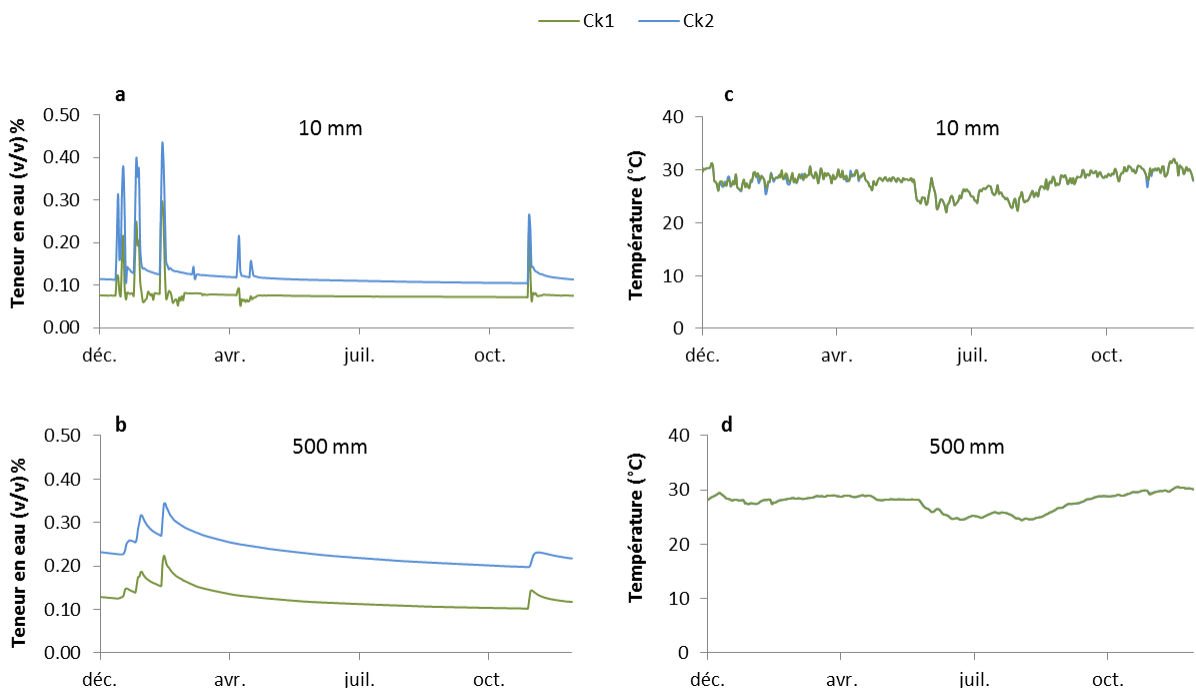 Ck1 Ck2
a
10 mm
Teneur en eau (v/v)%
0.50
0.40
0.30
0.20
0.10
0.00
déc. avr. juil. oct.
c
10 mm
Température (°C)
40
30
20
10
0
déc. avr. juil. oct.
b
500 mm
Teneur en eau (v/v)%
0.50
0.40
0.30
0.20
0.10
0.00
déc. avr. juil. oct.
d
500 mm
Température (°C)
40
30
20
10
0
déc. avr. juil. oct.